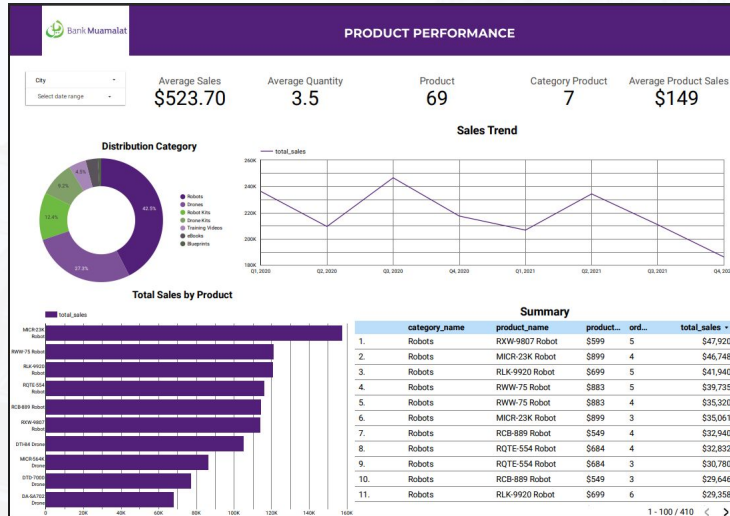 Bank Muamalat
PRODUCT PERFORMANCE
City
Select date range
Average Sales
$523.70
Average Quantity
3.5
Product
69
Category Product
7
Average Product Sales
$149
Distribution Category
42.5%
27.8%
12.4%
9.2%
4.5%
Robots
Drones
Robot Kits
Drone Kits
Training Videos
eBooks
Blueprints
Sales Trend
total_sales
260K
240K
220K
200K
180K
Q1, 2020 Q2, 2020 Q3, 2020 Q4, 2020 Q1, 2021 Q2, 2021 Q3, 2021
Total Sales by Product
total_sales
MICR-23K
Robot
RWW-75 Robot
RLK-9920
Robot
RQTE-554
Robot
RCB-889 Robot
RXW-9807
Robot
DTI-84 Drone
MICR-564K
Drone
DTD-7000
Drone
DA-SA702
Drone
0 20K 40K 60K 80K 100K 120K 140K 160K
Summary
category_name product_name product... ord... total_sales
1. Robots RXW-9807 Robot $599 5 $47,920
2. Robots MICR-23K Robot $899 4 $46,748
3. Robots RLK-9920 Robot $699 5 $41,940
4. Robots RWW-75 Robot $883 5 $39,735
5. Robots RWW-75 Robot $883 4 $35,320
6. Robots MICR-23K Robot $899 3 $35,061
7. Robots RCB-889 Robot $549 4 $32,940
8. Robots RQTE-554 Robot $684 4 $32,832
9. Robots RQTE-554 Robot $684 3 $30,780
10. Robots RCB-889 Robot $549 3 $29,646
11. Robots RLK-9920 Robot $699 6 $29,358
1 - 100 / 410